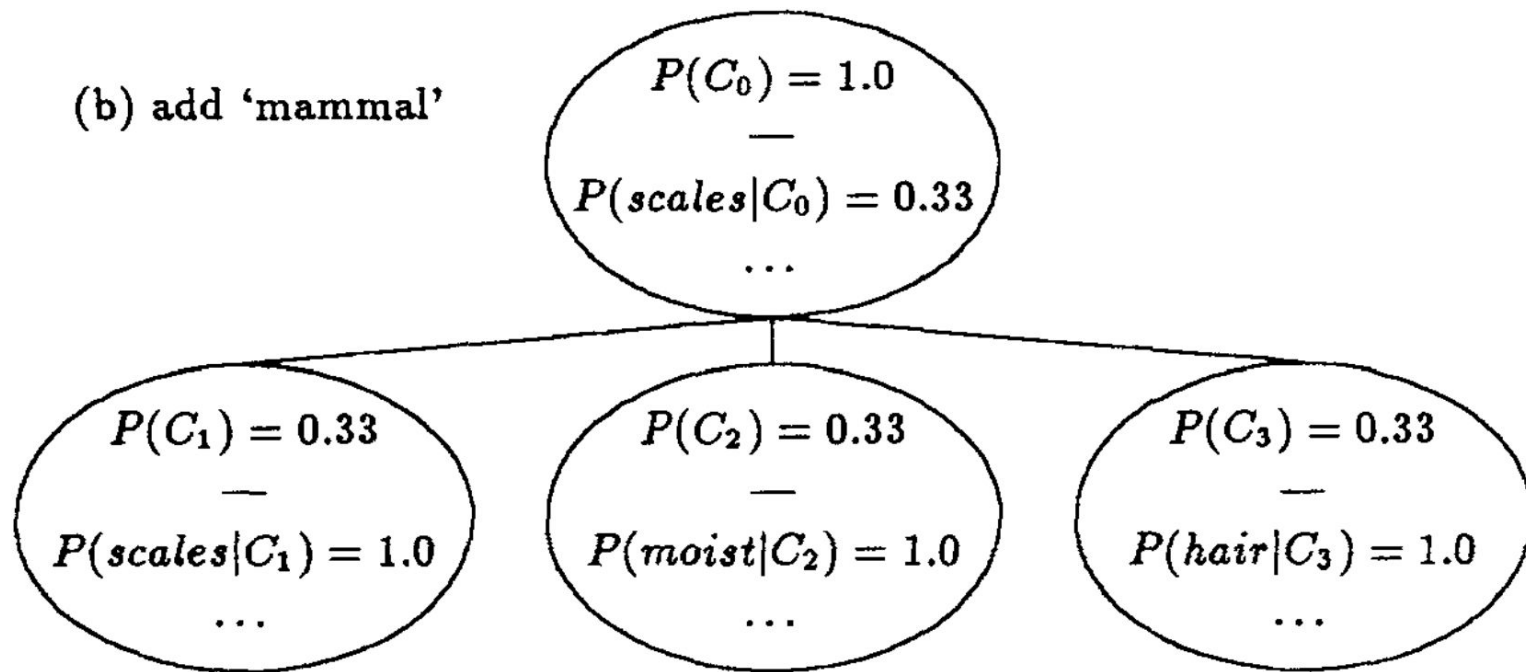 (b) add ‘mammal’
P(C₀) = 1.0
—
P(scales|C₀) = 0.33
...
P(C₁) = 0.33
—
P(scales|C₁) = 1.0
...
P(C₂) = 0.33
—
P(moist|C₂) = 1.0
...
P(C₃) = 0.33
—
P(hair|C₃) = 1.0
...